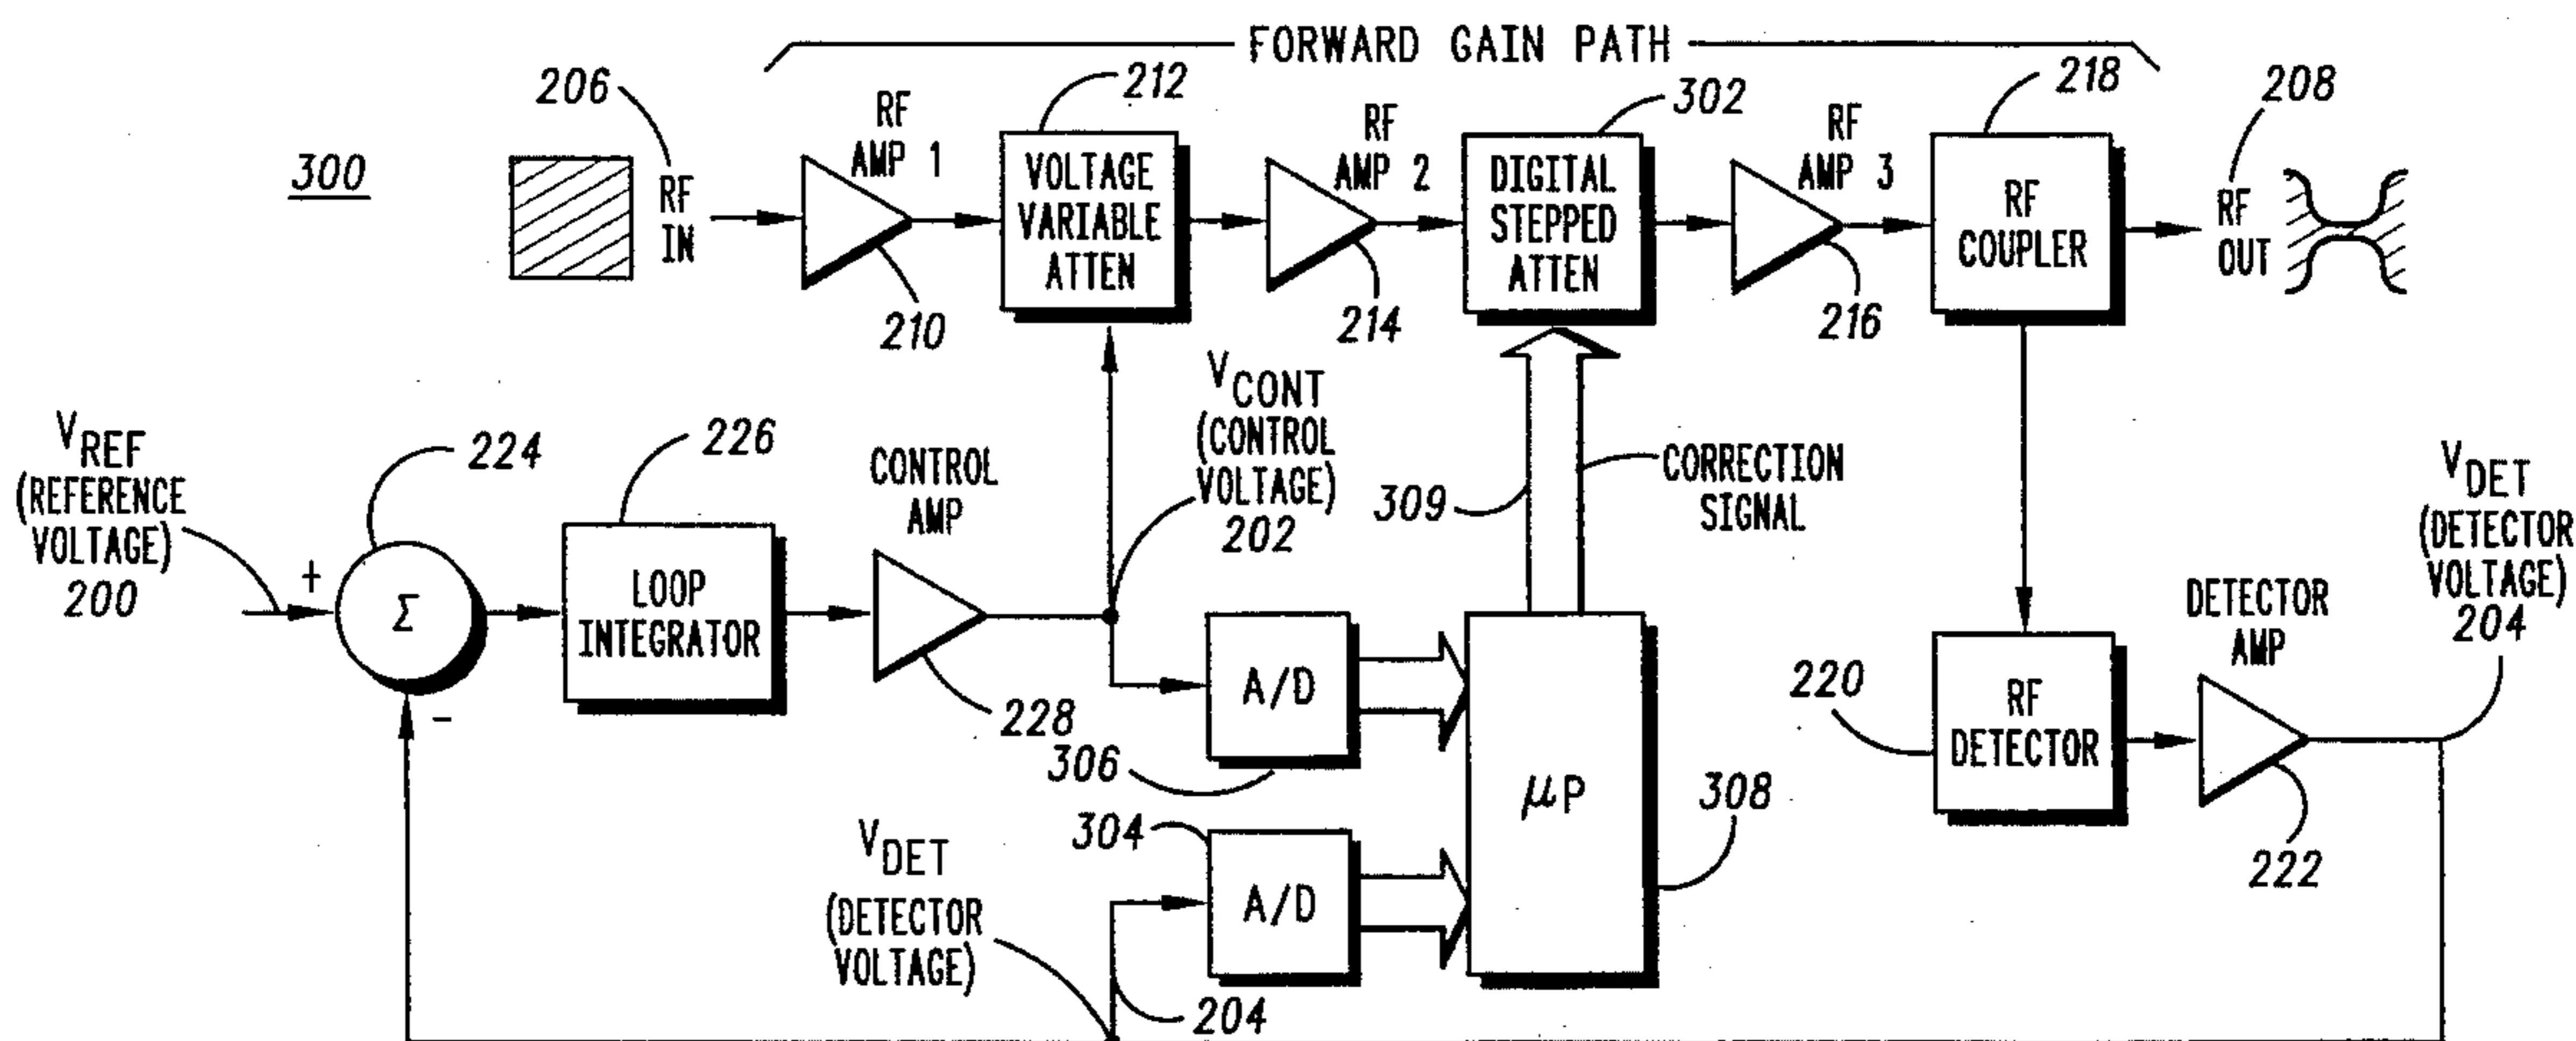 FORWARD GAIN PATH
300
206
RF
IN
RF
AMP 1
210
212
VOLTAGE
VARIABLE
ATTEN
RF
AMP 2
214
302
DIGITAL
STEPPED
ATTEN
RF
AMP 3
216
218
RF
COUPLER
208
RF
OUT
VREF
(REFERENCE
VOLTAGE)
200
+
-
224
Σ
226
LOOP
INTEGRATOR
CONTROL
AMP
228
VCONT
(CONTROL
VOLTAGE)
202
309
CORRECTION
SIGNAL
A/D
306
304
A/D
µP
308
VDET
(DETECTOR
VOLTAGE)
204
220
RF
DETECTOR
DETECTOR
AMP
222
VDET
(DETECTOR
VOLTAGE)
204